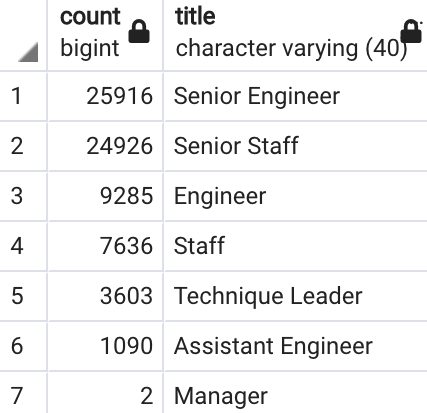 count title
bigint character varying (40)
1 25916 Senior Engineer
2 24926 Senior Staff
3 9285 Engineer
4 7636 Staff
5 3603 Technique Leader
6 1090 Assistant Engineer
7 2 Manager